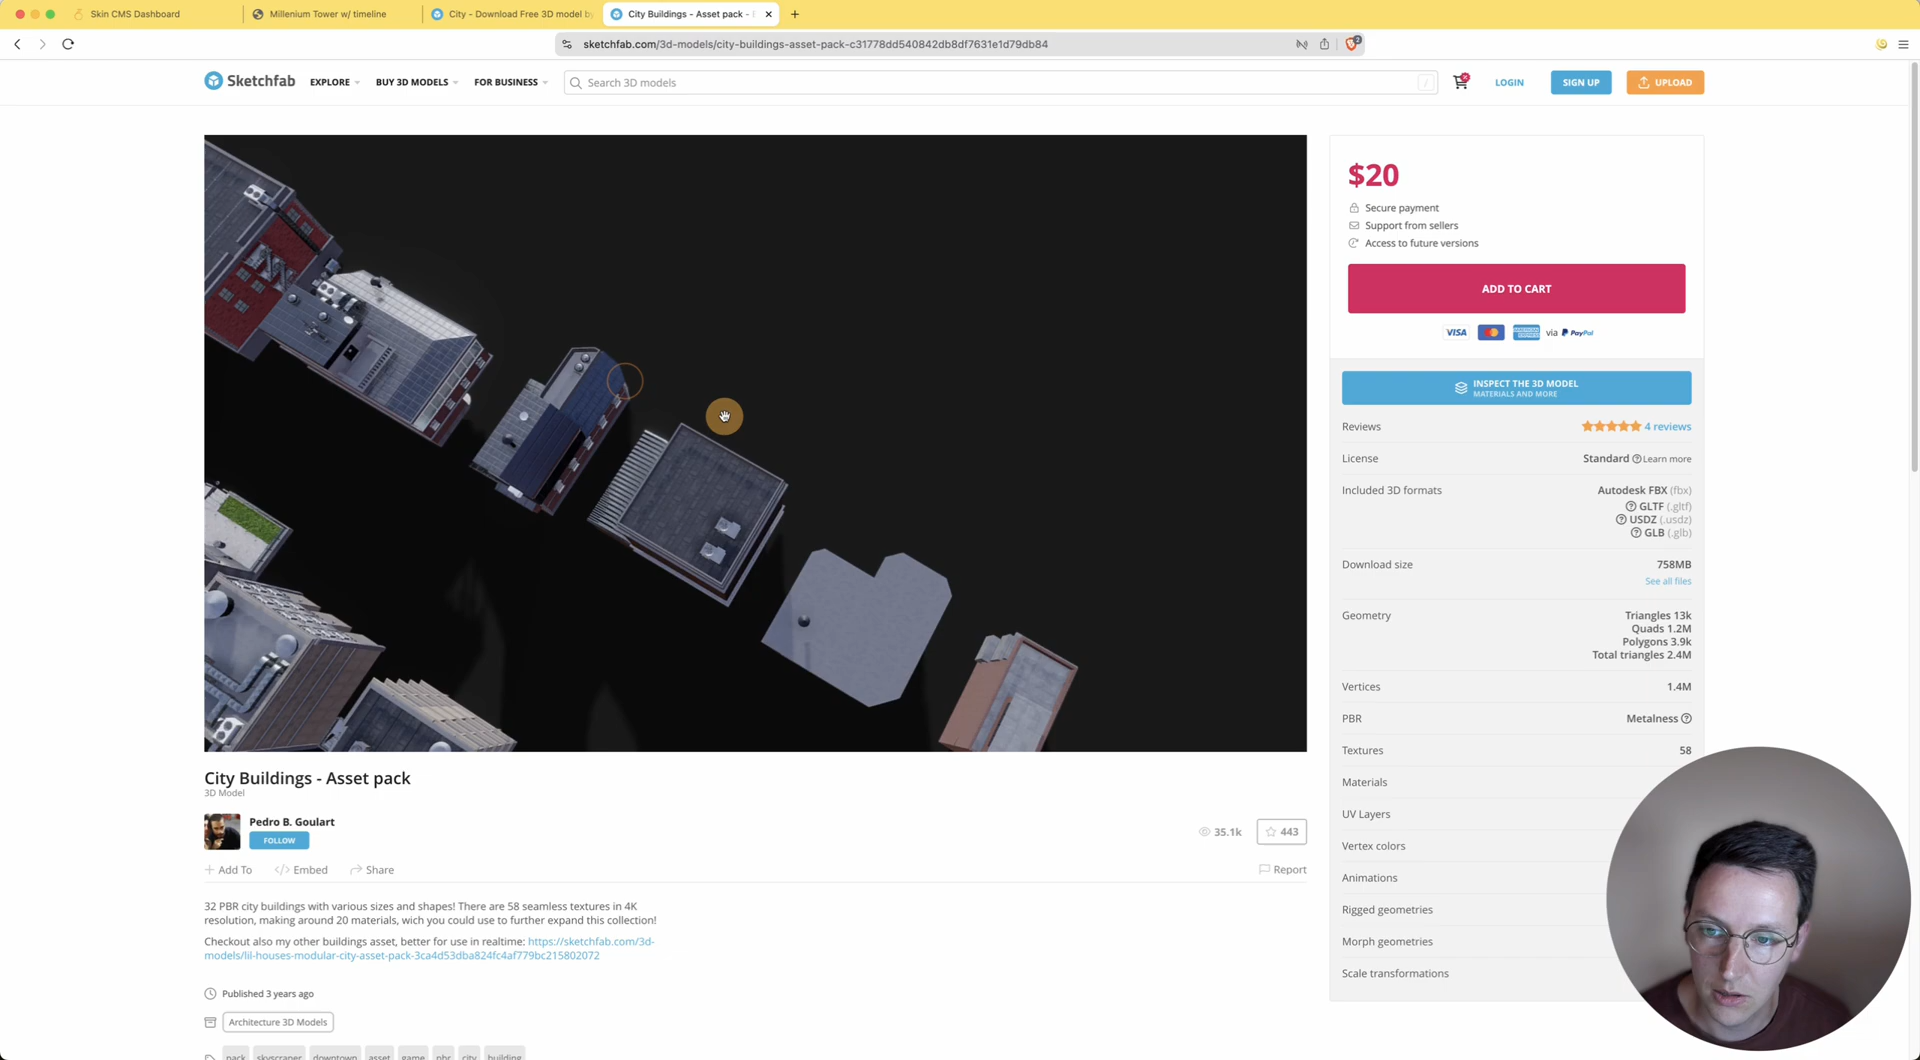 Skin CMS Dashboard
Millenium Tower w/ timeline
City - Download Free 3D model by
City Buildings - Asset pack -
sketchfab.com/3d-models/city-buildings-asset-pack-c31778dd540842db8df7631e1d79db84
2
Sketchfab
EXPLORE
BUY 3D MODELS
FOR BUSINESS
Search 3D models
/
LOGIN
SIGN UP
UPLOAD
$20
Secure payment
Support from sellers
Access to future versions
ADD TO CART
VISA
via PayPal
INSPECT THE 3D MODEL
MATERIALS AND MORE
Reviews
4 reviews
License
Standard Learn more
Included 3D formats
Autodesk FBX (fbx)
GLTF (.gltf)
USDZ (.usdz)
GLB (.glb)
Download size
758MB
See all files
Geometry
Triangles 13k
Quads 1.2M
Polygons 3.9k
Total triangles 2.4M
Vertices
1.4M
PBR
Metalness
Textures
58
Materials
UV Layers
Vertex colors
Animations
Rigged geometries
Morph geometries
Scale transformations
City Buildings - Asset pack
3D Model
Pedro B. Goulart
FOLLOW
35.1k
443
Add To
Embed
Share
Report
32 PBR city buildings with various sizes and shapes! There are 58 seamless textures in 4K
resolution, making around 20 materials, wich you could use to further expand this collection!
Checkout also my other buildings asset, better for use in realtime: https://sketchfab.com/3d-
models/lil-houses-modular-city-asset-pack-3ca4d53dba824fc4af779bc215802072
Published 3 years ago
Architecture 3D Models
pack
skyscraper
downtown
asset
game
pbr
city
building